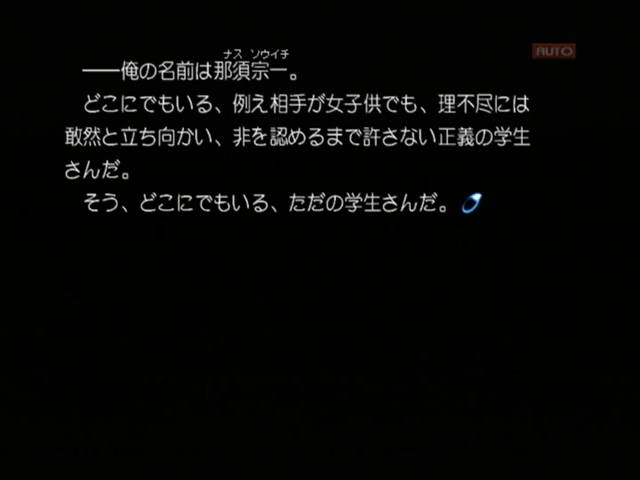 AUTO
ナス ソウイチ
――俺の名前は那須宗一。
どこにでもいる、例え相手が女子供でも、理不尽には
敢然と立ち向かい、非を認めるまで許さない正義の学生
さんだ。
そう、どこにでもいる、ただの学生さんだ。